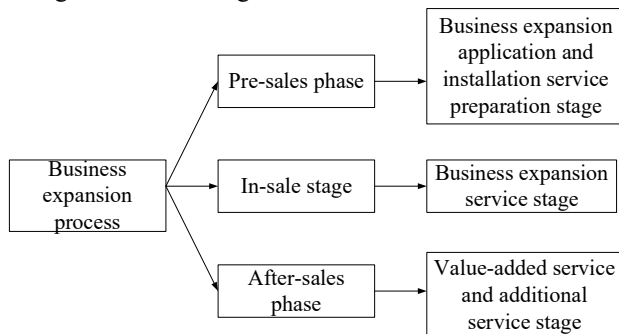 Business expansion
application and
installation service
preparation stage
Pre-sales phase
Business
expansion
process
In-sale stage
Business expansion
service stage
After-sales
phase
Value-added service
and additional
service stage